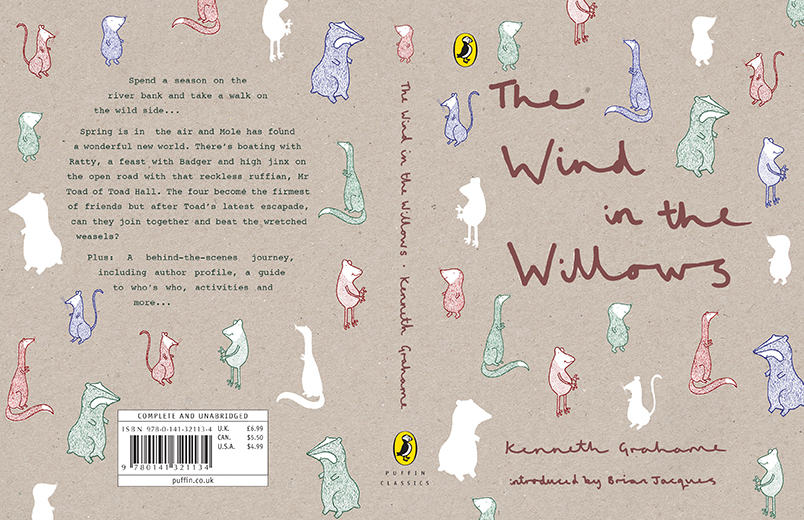 Spend a season on the
river bank and take a walk on
the wild side...
Spring is in the air and Mole has found
a wonderful new world. There's boating with
Ratty, a feast with Badger and high jinx on
the open road with that reckless ruffian, Mr
Toad of Toad Hall. The four become the firmest
of friends but after Toad's latest escapade,
can they join together and beat the wretched
weasels?
Plus: A behind-the-scenes journey,
including author profile, a guide
to who's who, activities and
more...
COMPLETE AND UNABRIDGED
ISBN 978-0-141-32113-4
U.K. £6.99
CAN. $5.50
U.S.A. $4.99
9 780141 321134
puffin.co.uk
The Wind in the Willows · Kenneth Grahame
PUFFIN
CLASSICS
The
Wind
in the
Willows
Kenneth Grahame
introduced by Brian Jacques